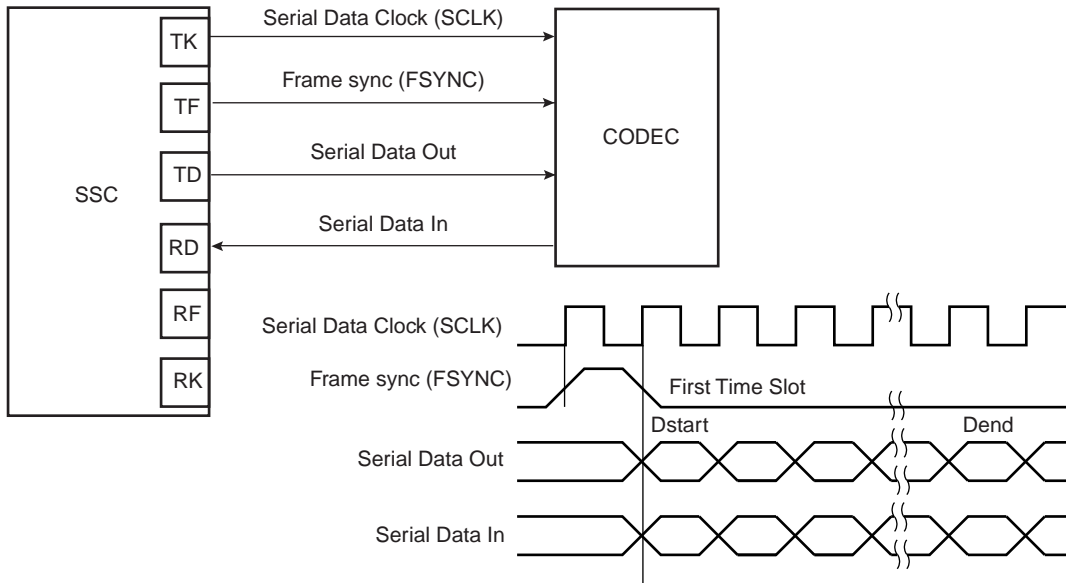 SSC
TK
TF
TD
RD
RF
RK
Serial Data Clock (SCLK)
Frame sync (FSYNC)
Serial Data Out
Serial Data In
CODEC
Serial Data Clock (SCLK)
Frame sync (FSYNC)
First Time Slot
Dstart
Dend
Serial Data Out
Serial Data In